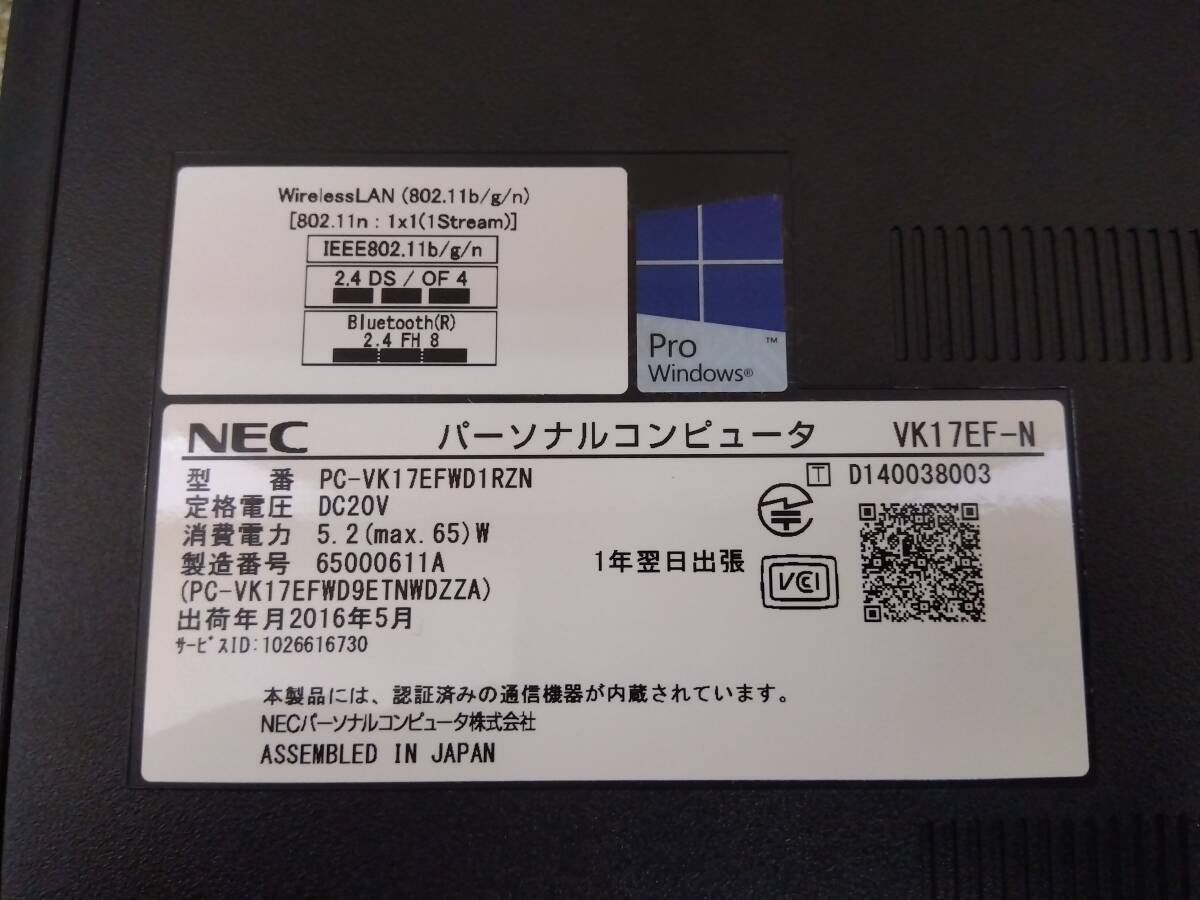 WirelessLAN (802.11b/g/n)
[802.11n : 1x1(1Stream)]
IEEE802.11b/g/n
2.4 DS / OF 4
Bluetooth(R)
2.4 FH 8
Pro
™
Windows®
NEC パーソナルコンピュータ VK17EF-N
型 番 PC-VK17EFWD1RZN
T D140038003
定格電圧 DC20V
消費電力 5.2(max.65)W
製造番号 65000611A
1年翌日出張
VCCI
(PC-VK17EFWD9ETNWDZZA)
出荷年月2016年5月
ｻｰﾋﾞｽID:1026616730
本製品には、認証済みの通信機器が内蔵されています。
NECパーソナルコンピュータ株式会社
ASSEMBLED IN JAPAN